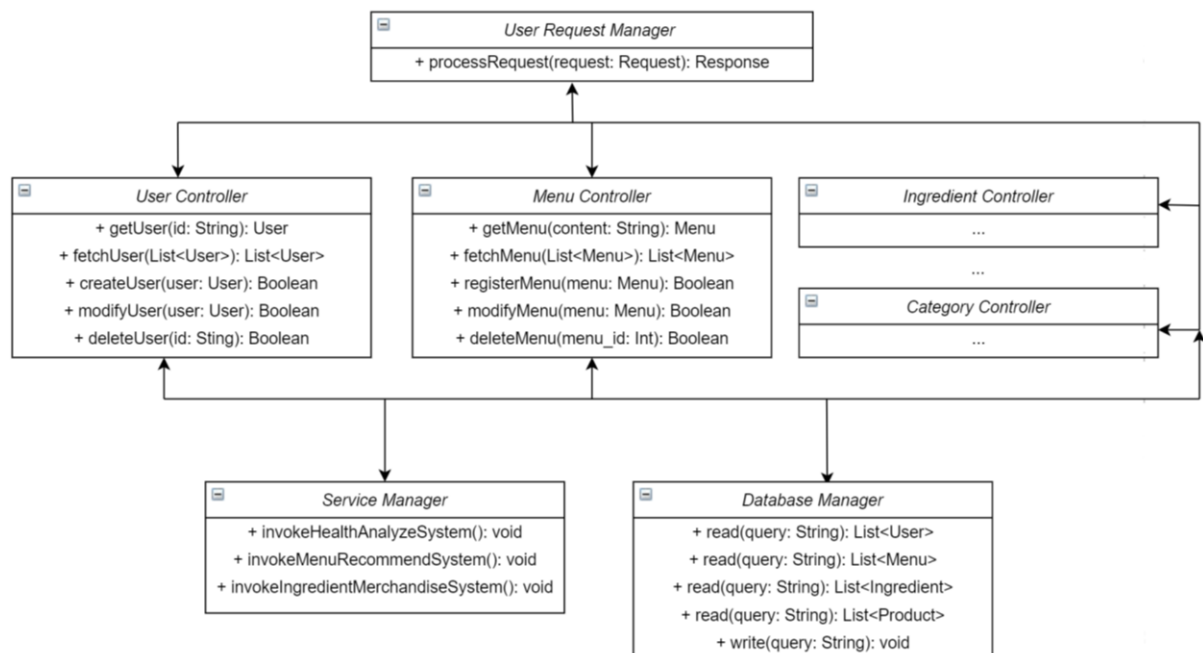 User Request Manager
+ processRequest(request: Request): Response
User Controller
+ getUser(id: String): User
+ fetchUser(List<User>): List<User>
+ createUser(user: User): Boolean
+ modifyUser(user: User): Boolean
+ deleteUser(id: Sting): Boolean
Menu Controller
+ getMenu(content: String): Menu
+ fetchMenu(List<Menu>): List<Menu>
+ registerMenu(menu: Menu): Boolean
+ modifyMenu(menu: Menu): Boolean
+ deleteMenu(menu_id: Int): Boolean
Ingredient Controller
...
...
Category Controller
...
Service Manager
+ invokeHealthAnalyzeSystem(): void
+ invokeMenuRecommendSystem(): void
+ invokeIngredientMerchandiseSystem(): void
Database Manager
+ read(query: String): List<User>
+ read(query: String): List<Menu>
+ read(query: String): List<Ingredient>
+ read(query: String): List<Product>
+ write(query: String): void